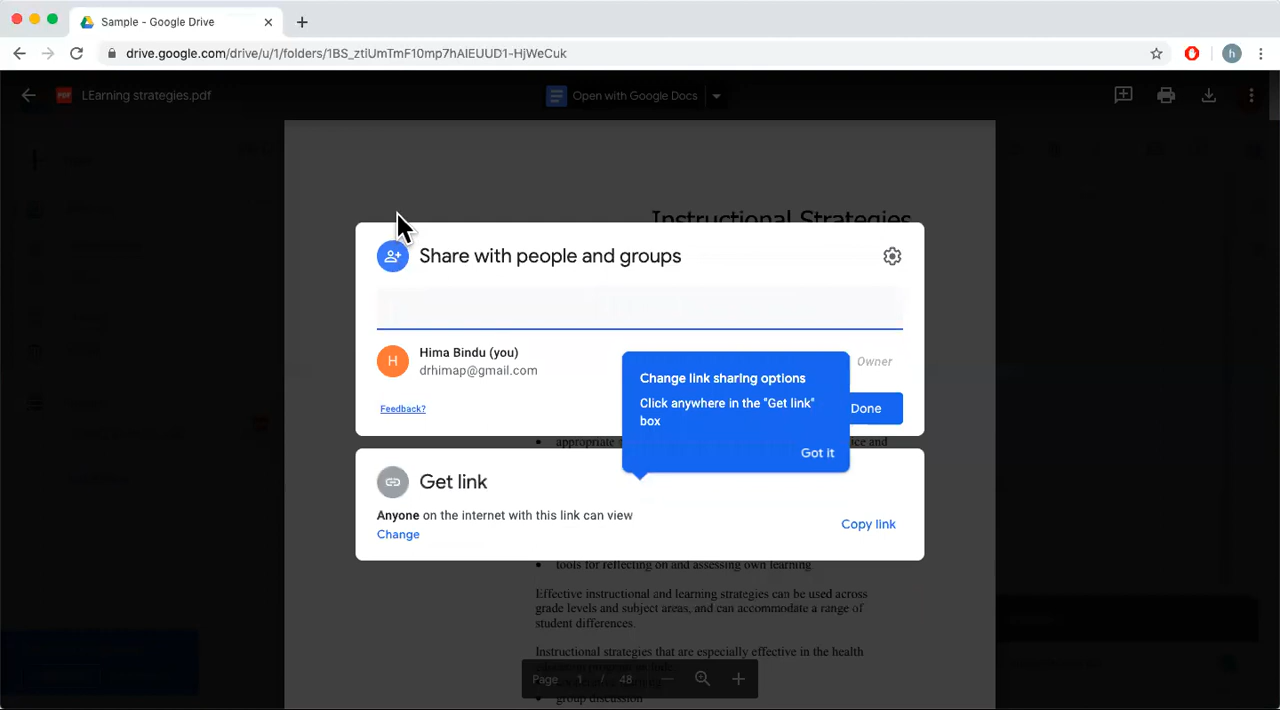 Sample - Google Drive
drive.google.com/drive/u/1/folders/1BS_ztiUmTmF10mp7hAIEUUD1-HjWeCuk
h
PDF
LEarning strategies.pdf
Open with Google Docs
Instructional Strategies
Share with people and groups
H
Hima Bindu (you)
drhimap@gmail.com
Owner
Change link sharing options
Click anywhere in the "Get link"
box
Got it
Feedback?
Done
Get link
Anyone on the internet with this link can view
Change
Copy link
tools for reflecting on and assessing own learning
Effective instructional and learning strategies can be used across
grade levels and subject areas, and can accommodate a range of
student differences.
Instructional strategies that are especially effective in the health
Page 1 / 48
group discussion